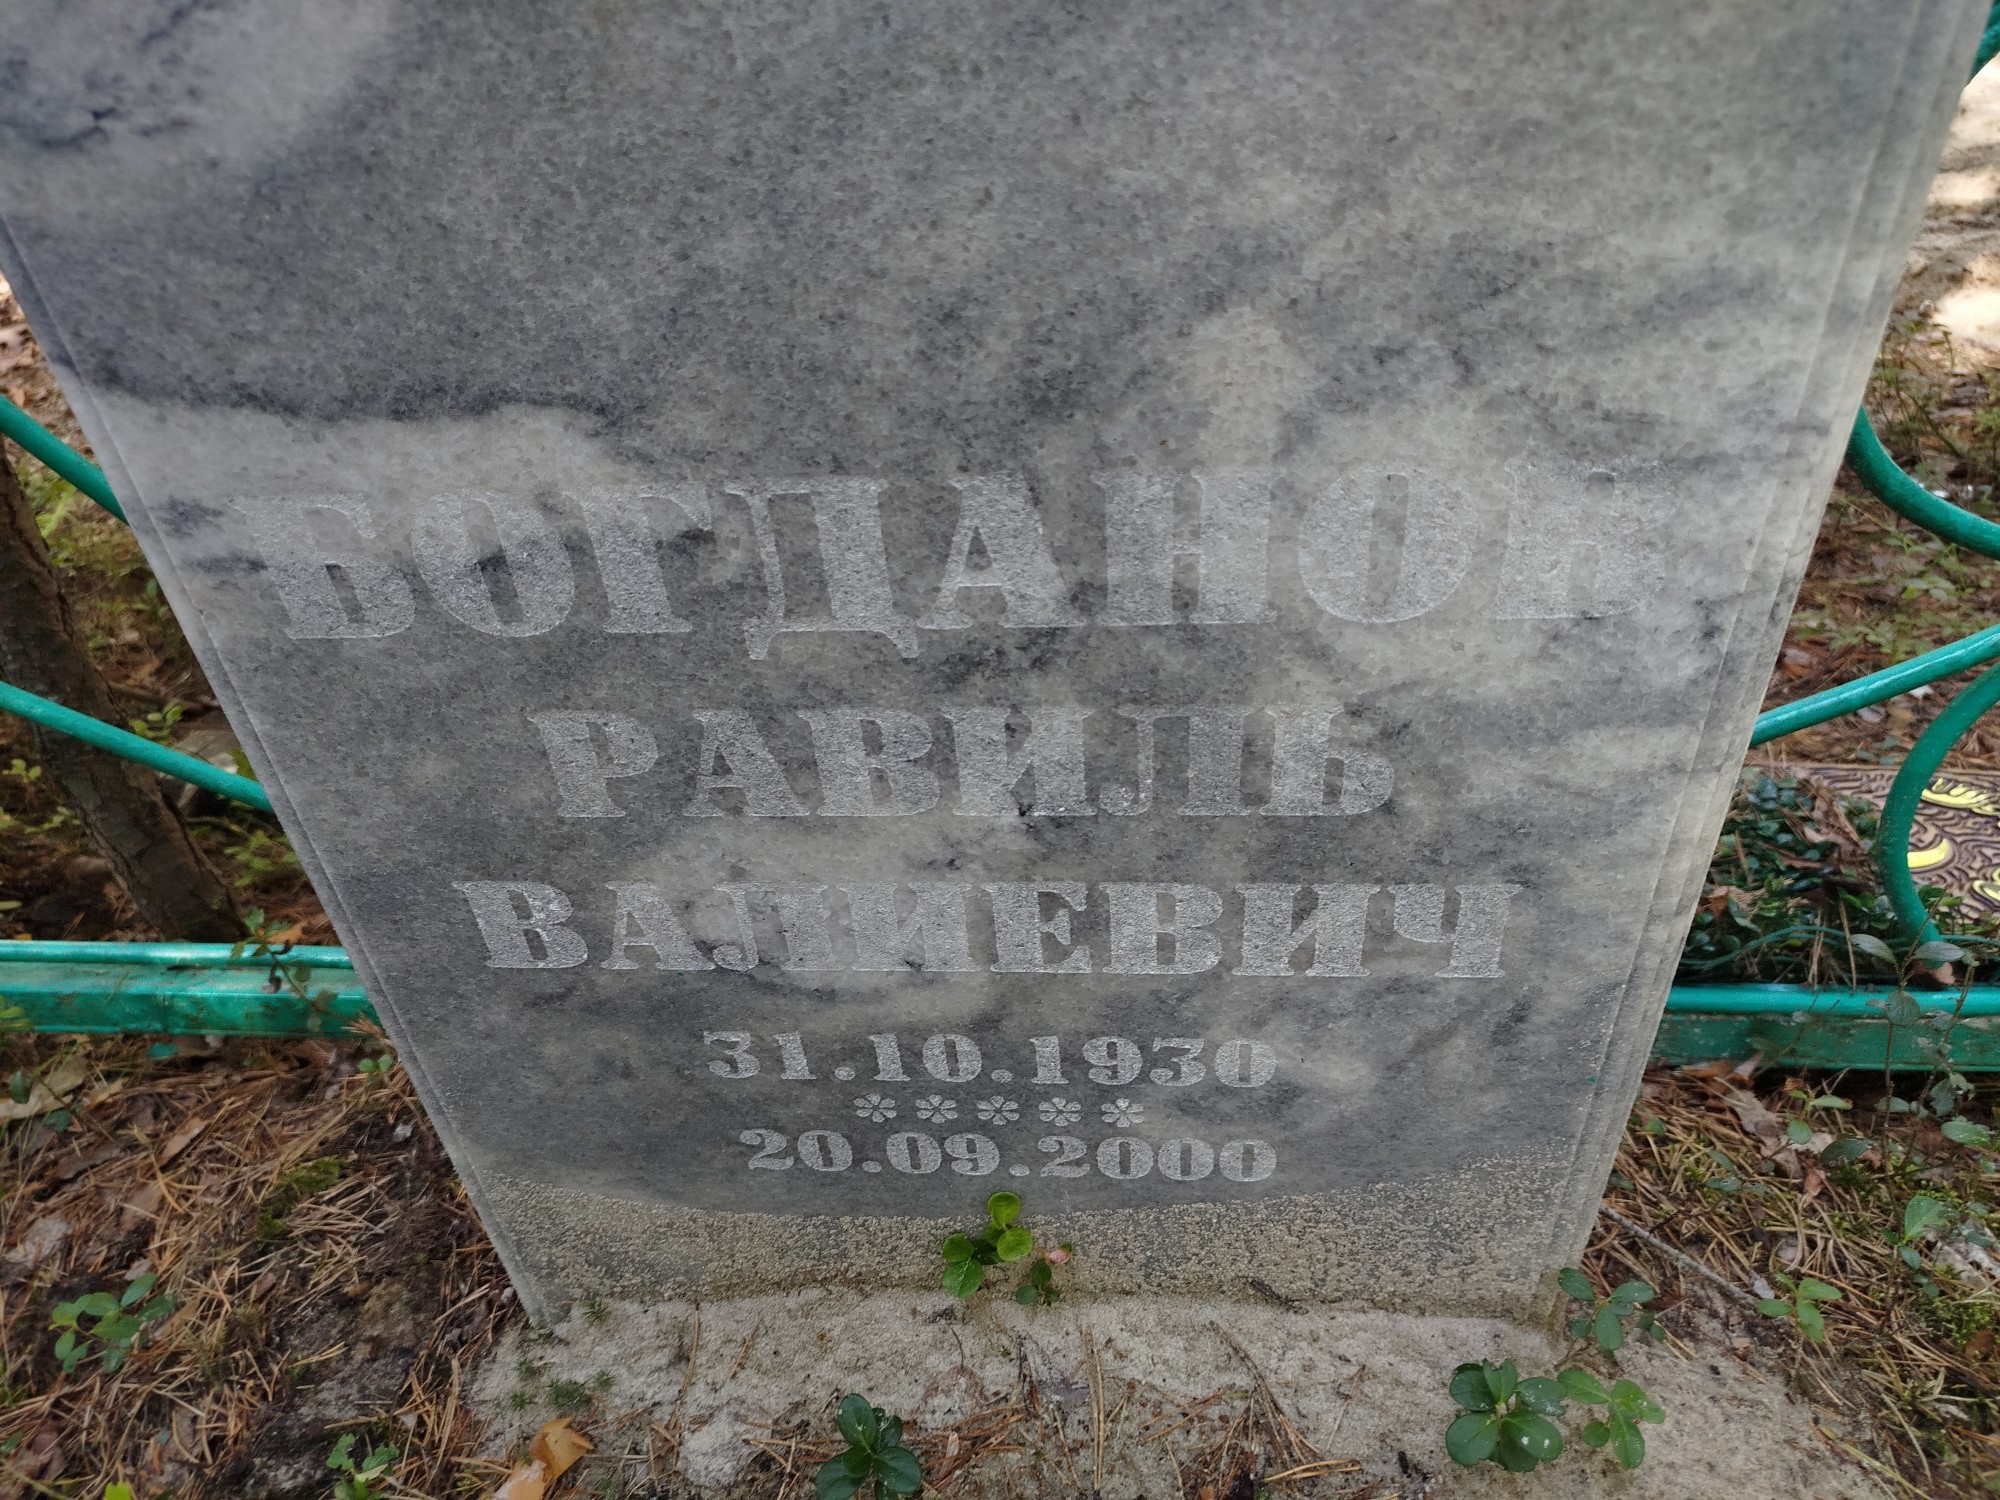 БОГДАНОВ
РАВИЛЬ
ВАЛИЕВИЧ
31.10.1930
*****
20.09.2000